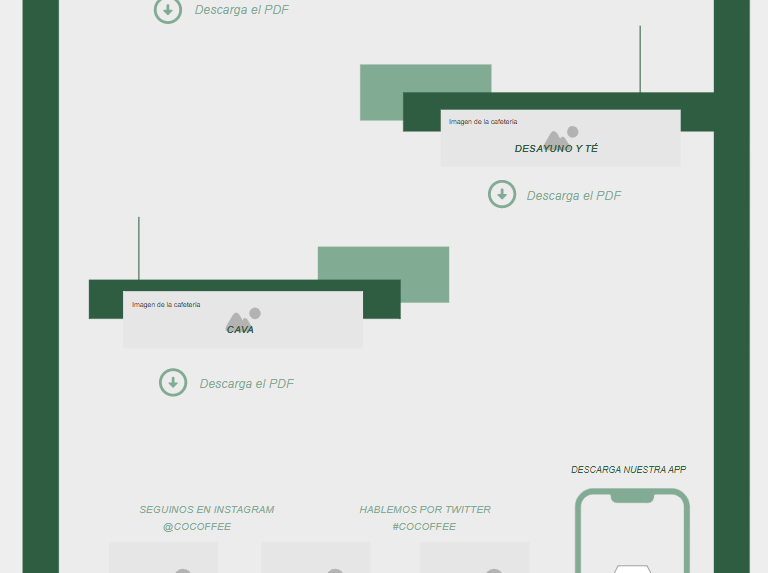 Descarga el PDF
Imagen de la cafetería
DESAYUNO Y TÉ
Descarga el PDF
Imagen de la cafetería
CAVA
Descarga el PDF
DESCARGA NUESTRA APP
SEGUINOS EN INSTAGRAM
@COCOFFEE
HABLEMOS POR TWITTER
#COCOFFEE